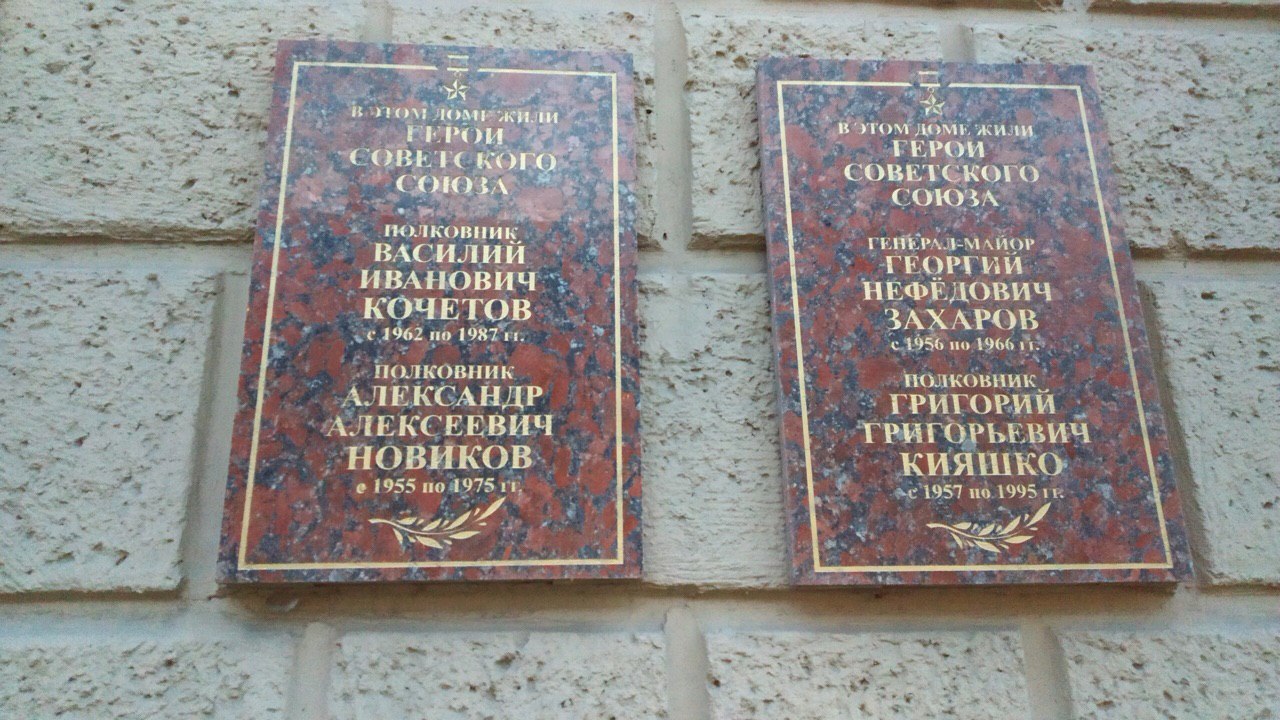 В ЭТОМ ДОМЕ ЖИЛИ
ГЕРОИ
СОВЕТСКОГО
СОЮЗА
ПОЛКОВНИК
ВАСИЛИЙ
ИВАНОВИЧ
КОЧЕТОВ
с 1962 по 1987 гг.
ПОЛКОВНИК
АЛЕКСАНДР
АЛЕКСЕЕВИЧ
НОВИКОВ
с 1955 по 1975 гг.
В ЭТОМ ДОМЕ ЖИЛИ
ГЕРОИ
СОВЕТСКОГО
СОЮЗА
ГЕНЕРАЛ-МАЙОР
ГЕОРГИЙ
НЕФЁДОВИЧ
ЗАХАРОВ
с 1956 по 1966 гг.
ПОЛКОВНИК
ГРИГОРИЙ
ГРИГОРЬЕВИЧ
КИЯШКО
с 1957 по 1995 гг.